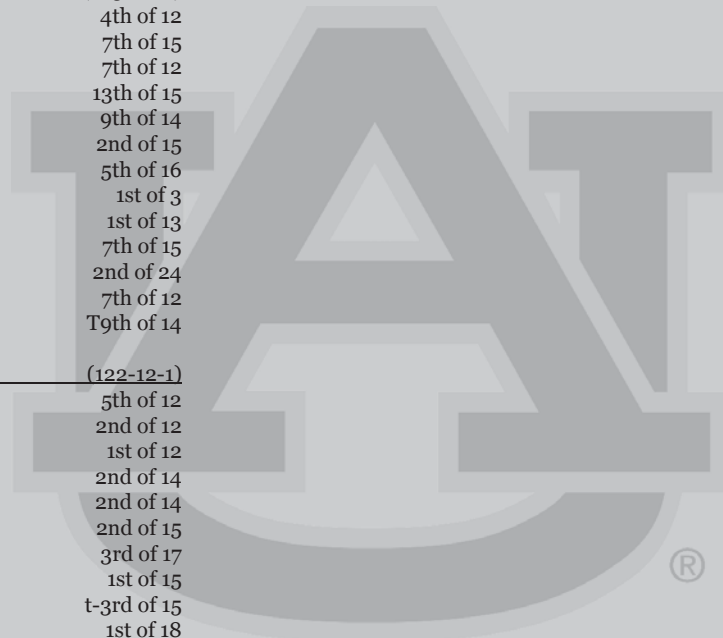 4th of 12
7th of 15
7th of 12
13th of 15
9th of 14
2nd of 15
5th of 16
1st of 3
1st of 13
7th of 15
2nd of 24
7th of 12
T9th of 14
(122-12-1)
5th of 12
2nd of 12
1st of 12
2nd of 14
2nd of 14
2nd of 15
3rd of 17
1st of 15
t-3rd of 15
1st of 18
AU
®